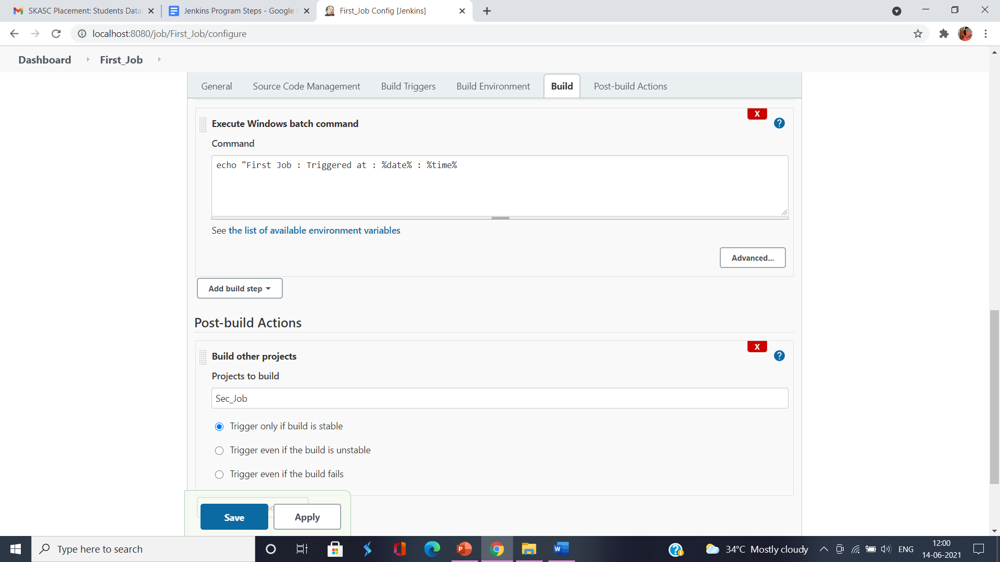 SKASC Placement: Students Data
Jenkins Program Steps - Google
First_Job Config [Jenkins]
localhost:8080/job/First_Job/configure
Dashboard
First_Job
General
Source Code Management
Build Triggers
Build Environment
Build
Post-build Actions
X
Execute Windows batch command
?
Command
echo "First Job : Triggered at : %date% : %time%
See the list of available environment variables
Advanced...
Add build step
Post-build Actions
X
Build other projects
?
Projects to build
Sec_Job
Trigger only if build is stable
Trigger even if the build is unstable
Trigger even if the build fails
Save
Apply
Type here to search
34°C Mostly cloudy
ENG
12:00
14-06-2021